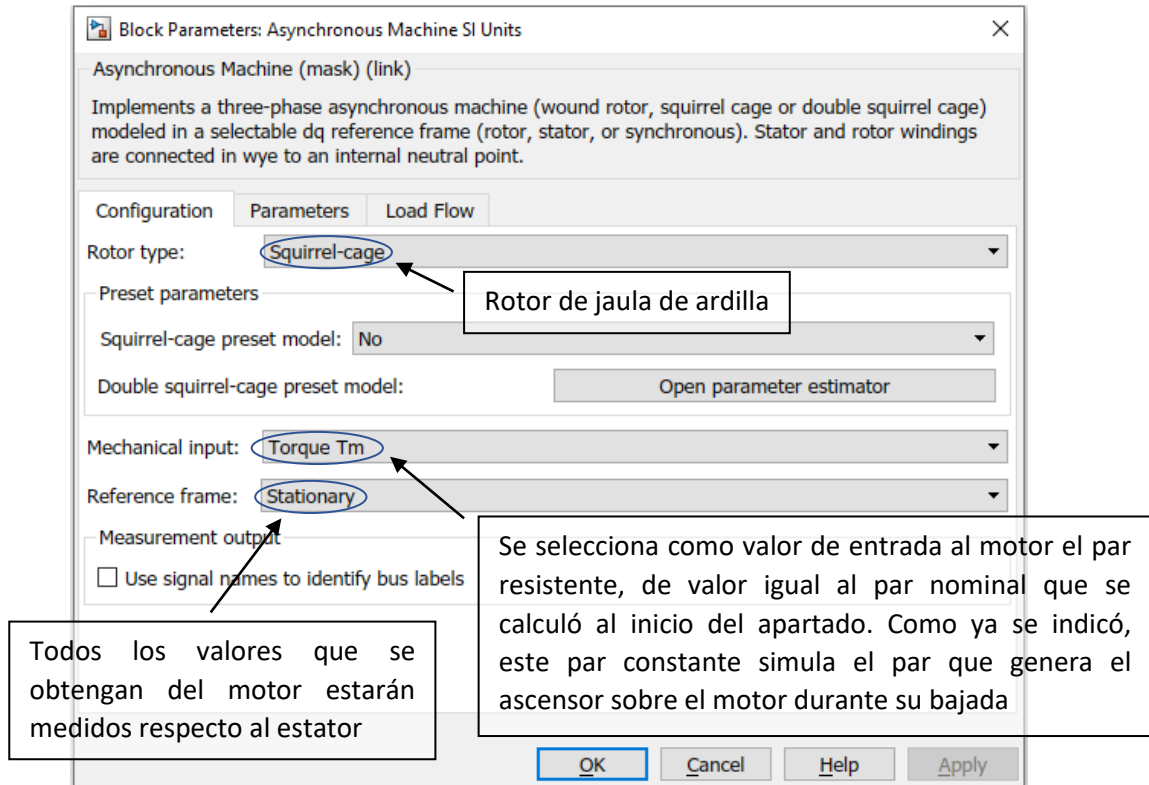 Block Parameters: Asynchronous Machine SI Units
Asynchronous Machine (mask) (link)
Implements a three-phase asynchronous machine (wound rotor, squirrel cage or double squirrel cage)
modeled in a selectable dq reference frame (rotor, stator, or synchronous). Stator and rotor windings
are connected in wye to an internal neutral point.
Configuration Parameters Load Flow
Rotor type: Squirrel-cage
Preset parameters
Rotor de jaula de ardilla
Squirrel-cage preset model: No
Double squirrel-cage preset model: Open parameter estimator
Mechanical input: Torque Tm
Reference frame: Stationary
Measurement output
Use signal names to identify bus labels
Se selecciona como valor de entrada al motor el par
resistente, de valor igual al par nominal que se
calculó al inicio del apartado. Como ya se indicó,
este par constante simula el par que genera el
ascensor sobre el motor durante su bajada
Todos los valores que se
obtengan del motor estarán
medidos respecto al estator
OK Cancel Help Apply